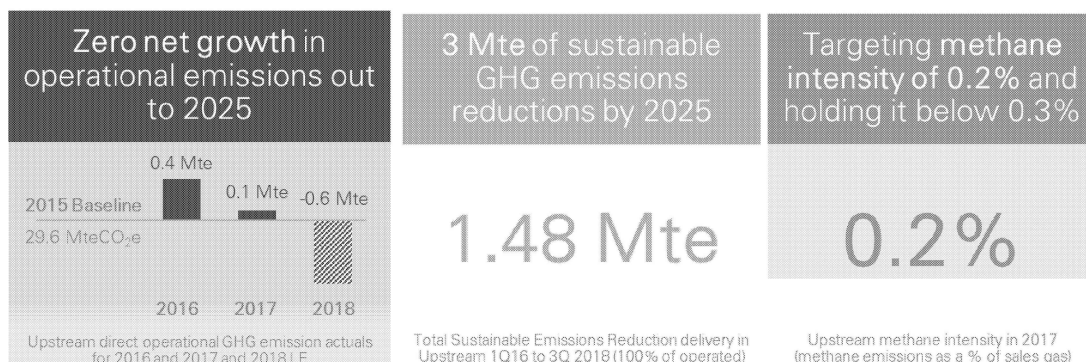 Zero net growth in
operational emissions out
to 2025
0.4 Mte
0.1 Mte
-0.6 Mte
2015 Baseline
29.6 MteCO₂e
2016
2017
2018
Upstream direct operational GHG emission actuals
for 2016 and 2017 and 2018 LE
3 Mte of sustainable
GHG emissions
reductions by 2025
1.48 Mte
Total Sustainable Emissions Reduction delivery in
Upstream 1Q16 to 3Q 2018 (100% of operated)
Targeting methane
intensity of 0.2% and
holding it below 0.3%
0.2%
Upstream methane intensity in 2017
(methane emissions as a % of sales gas)